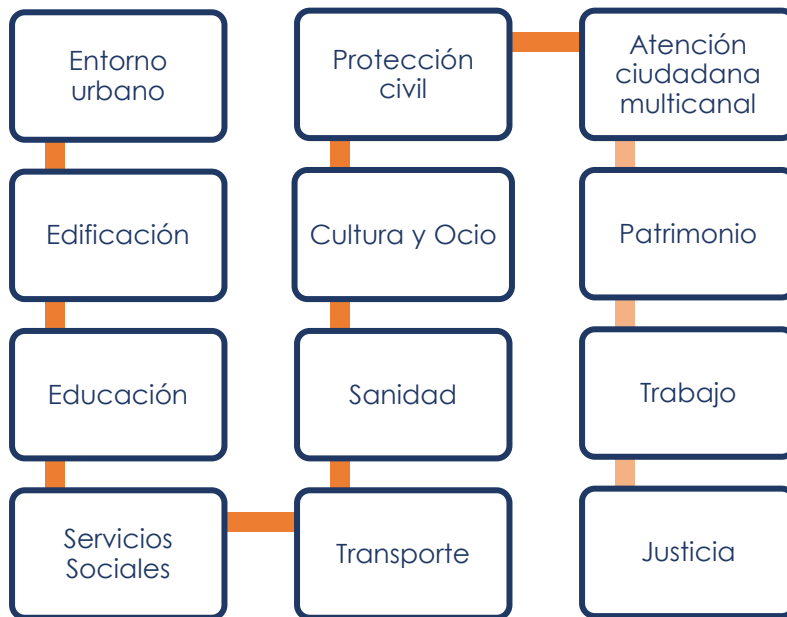 Entorno
urbano
Edificación
Educación
Servicios
Sociales
Transporte
Sanidad
Cultura y Ocio
Protección
civil
Atención
ciudadana
multicanal
Patrimonio
Trabajo
Justicia